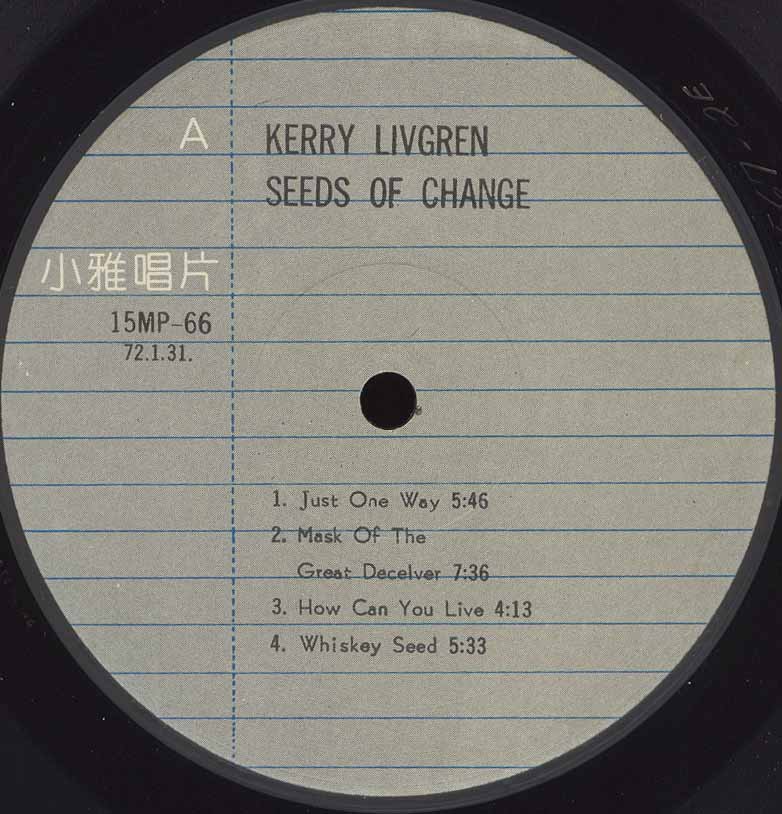 A
KERRY LIVGREN
SEEDS OF CHANGE
小雅唱片
15MP-66
72.1.31.
1. Just One Way 5:46
2. Mask Of The
Great Decelver 7:36
3. How Can You Live 4:13
4. Whiskey Seed 5:33